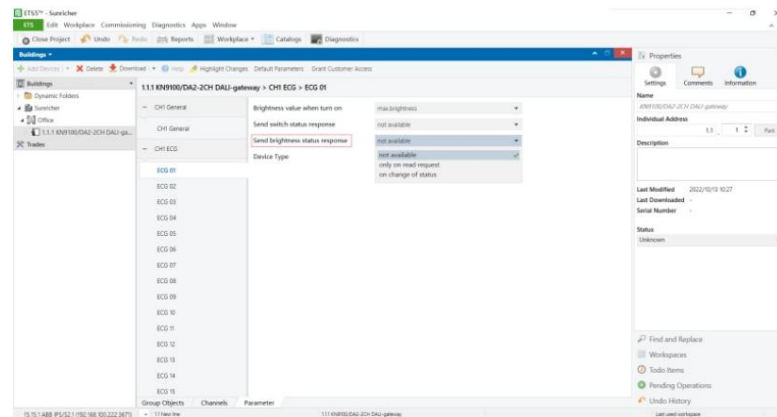 ETS5™ - Sunricher
ETS Edit Workplace Commissioning Diagnostics Apps Window
Close Project Undo Redo Reports Workplace Catalogs Diagnostics
Buildings
Add Devices Delete Download Help Highlight Changes Default Parameters Grant Customer Access
Buildings
Dynamic Folders
Sunricher
Office
1.1.1 KN9100/DA2-2CH DALI-ga...
Trades
1.1.1 KN9100/DA2-2CH DALI-gateway > CH1 ECG > ECG 01
CH1 General
CH1 General
CH1 ECG
ECG 01
ECG 02
ECG 03
ECG 04
ECG 05
ECG 06
ECG 07
ECG 08
ECG 09
ECG 10
ECG 11
ECG 12
ECG 13
ECG 14
ECG 15
Brightness value when turn on
max.brightness
Send switch status response
not available
Send brightness status response
not available
Device Type
not available
only on read request
on change of status
Group Objects Channels Parameter
Properties
Settings Comments Information
Name
KN9100/DA2-2CH DALI-gateway
Individual Address
1.1 . 1 Park
Description
Last Modified 2022/10/13 10:27
Last Downloaded -
Serial Number -
Status
Unknown
Find and Replace
Workspaces
Todo Items
Pending Operations
Undo History
1.1 New line
1.1.1 KN9100/DA2-2CH DALI-gateway
Last used workspace